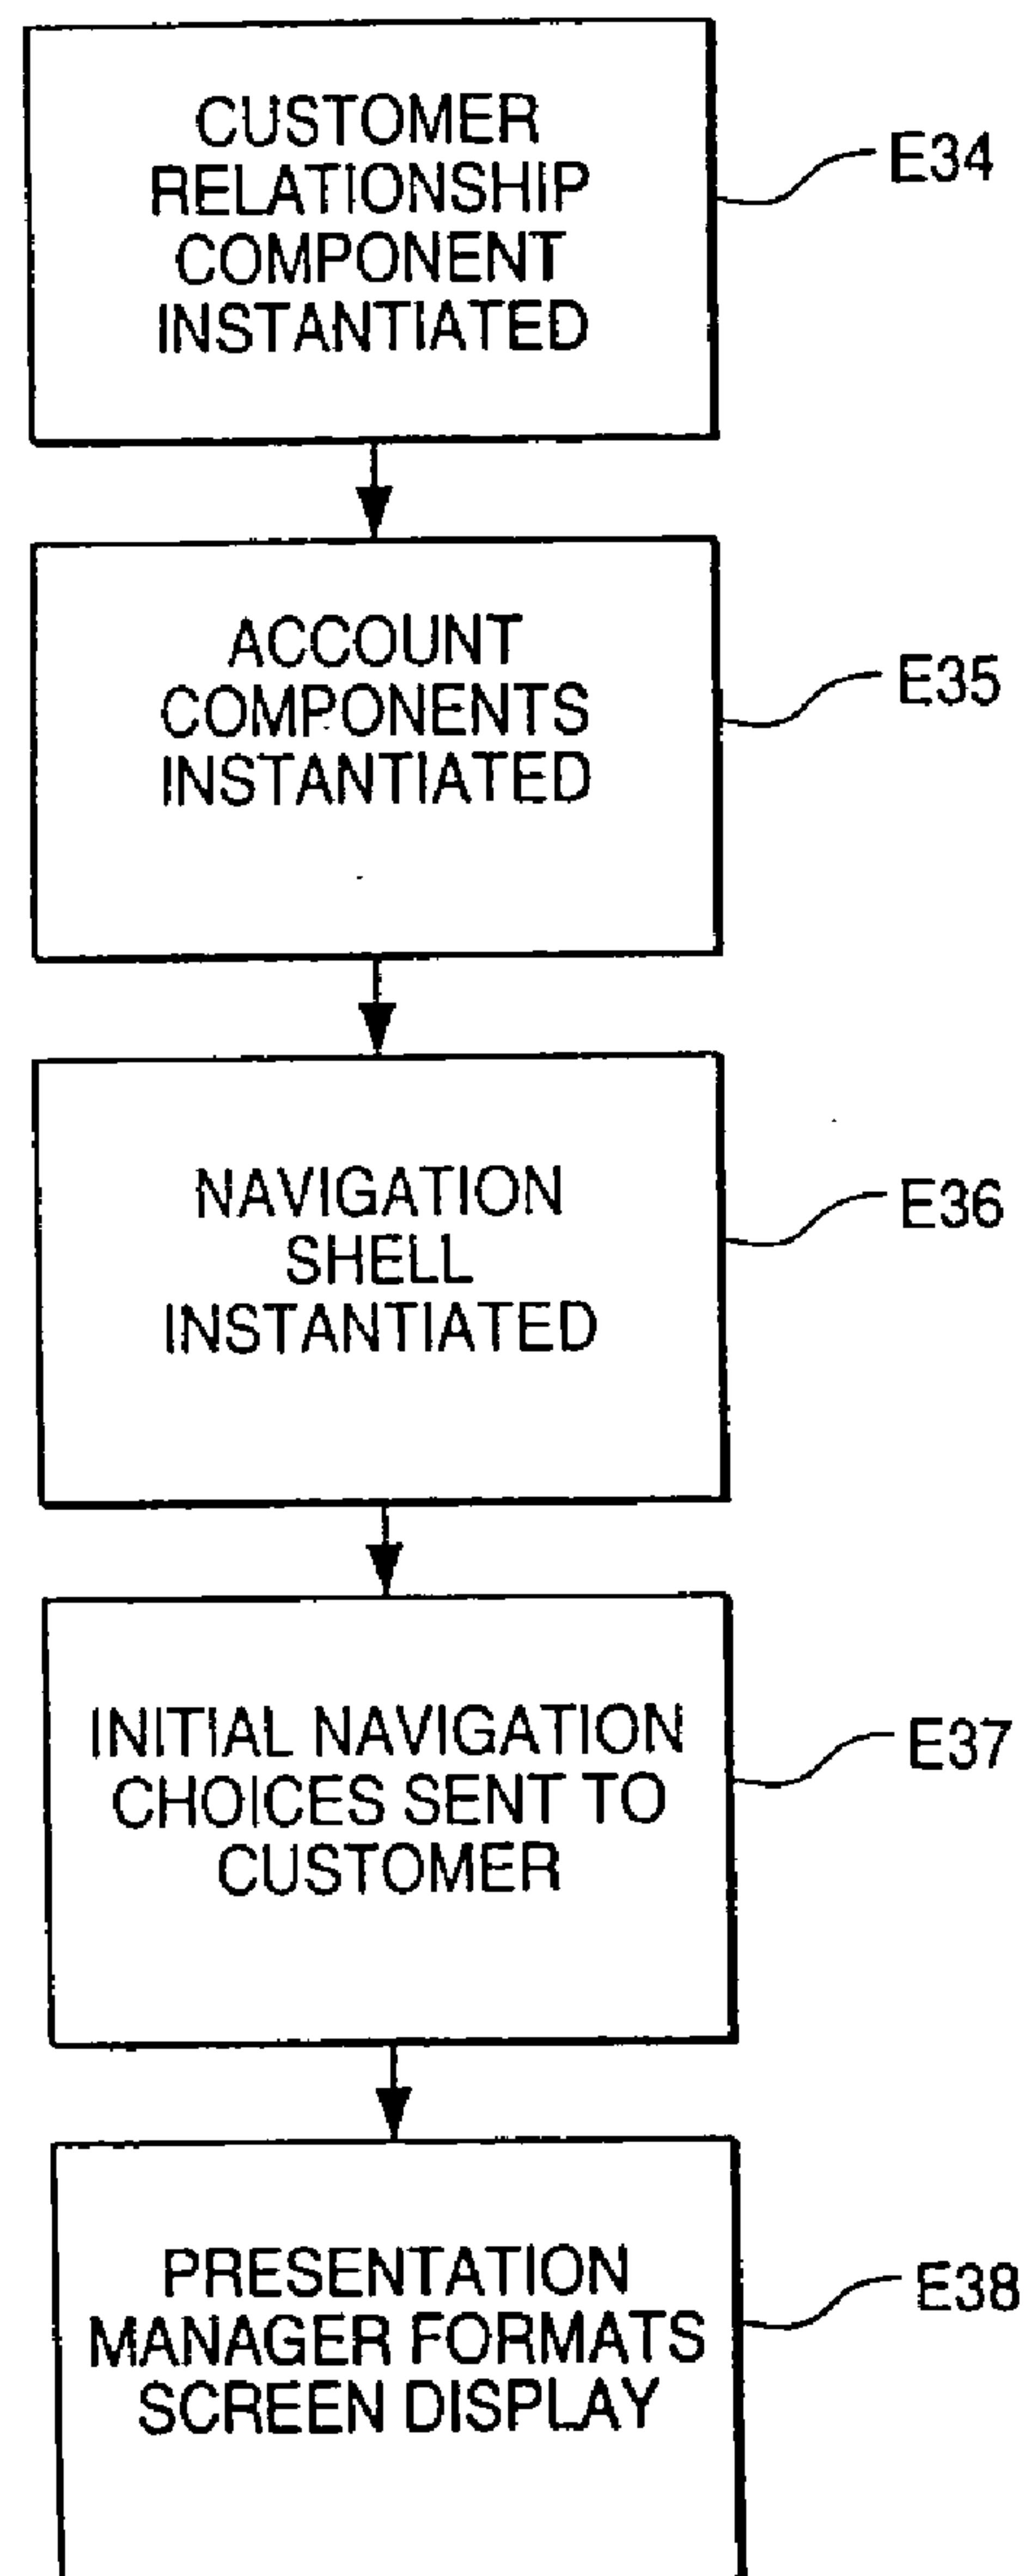 CUSTOMER
RELATIONSHIP
COMPONENT
INSTANTIATED
E34
ACCOUNT
COMPONENTS
INSTANTIATED
E35
NAVIGATION
SHELL
INSTANTIATED
E36
INITIAL NAVIGATION
CHOICES SENT TO
CUSTOMER
E37
PRESENTATION
MANAGER FORMATS
SCREEN DISPLAY
E38